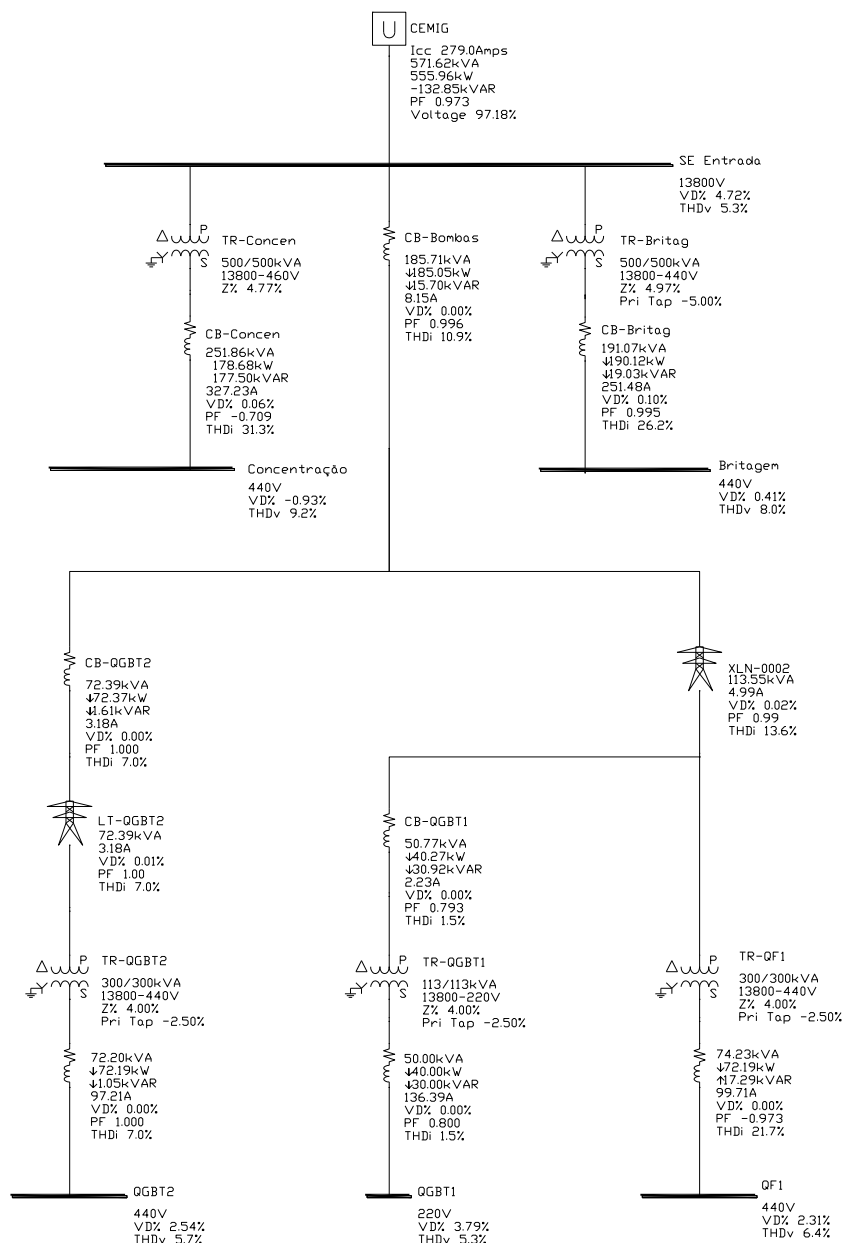 U
CEMIG
Icc 279.0Amps
571.62kVA
555.96kW
-132.85kVAR
PF 0.973
Voltage 97.18%
SE Entrada
13800V
VD% 4.72%
THDv 5.3%
P
TR-Concen
S
500/500kVA
13800-460V
Z% 4.77%
CB-Concen
251.86kVA
178.68kW
177.50kVAR
327.23A
VD% 0.06%
PF -0.709
THDi 31.3%
Concentração
440V
VD% -0.93%
THDv 9.2%
CB-Bombas
185.71kVA
↓185.05kW
↓15.70kVAR
8.15A
VD% 0.00%
PF 0.996
THDi 10.9%
P
TR-Britag
S
500/500kVA
13800-440V
Z% 4.97%
Pri Tap -5.00%
CB-Britag
191.07kVA
↓190.12kW
↓19.03kVAR
251.48A
VD% 0.10%
PF 0.995
THDi 26.2%
Britagem
440V
VD% 0.41%
THDv 8.0%
CB-QGBT2
72.39kVA
↓72.37kW
↓1.61kVAR
3.18A
VD% 0.00%
PF 1.000
THDi 7.0%
XLN-0002
113.55kVA
4.99A
VD% 0.02%
PF 0.99
THDi 13.6%
LT-QGBT2
72.39kVA
3.18A
VD% 0.01%
PF 1.00
THDi 7.0%
CB-QGBT1
50.77kVA
↓40.27kW
↓30.92kVAR
2.23A
VD% 0.00%
PF 0.793
THDi 1.5%
P
TR-QGBT2
S
300/300kVA
13800-440V
Z% 4.00%
Pri Tap -2.50%
72.20kVA
↓72.19kW
↓1.05kVAR
97.21A
VD% 0.00%
PF 1.000
THDi 7.0%
QGBT2
440V
VD% 2.54%
THDv 5.7%
P
TR-QGBT1
S
113/113kVA
13800-220V
Z% 4.00%
Pri Tap -2.50%
50.00kVA
↓40.00kW
↓30.00kVAR
136.39A
VD% 0.00%
PF 0.800
THDi 1.5%
QGBT1
220V
VD% 3.79%
THDv 5.3%
P
TR-QF1
S
300/300kVA
13800-440V
Z% 4.00%
Pri Tap -2.50%
74.23kVA
↓72.19kW
↑17.29kVAR
99.71A
VD% 0.00%
PF -0.973
THDi 21.7%
QF1
440V
VD% 2.31%
THDv 6.4%